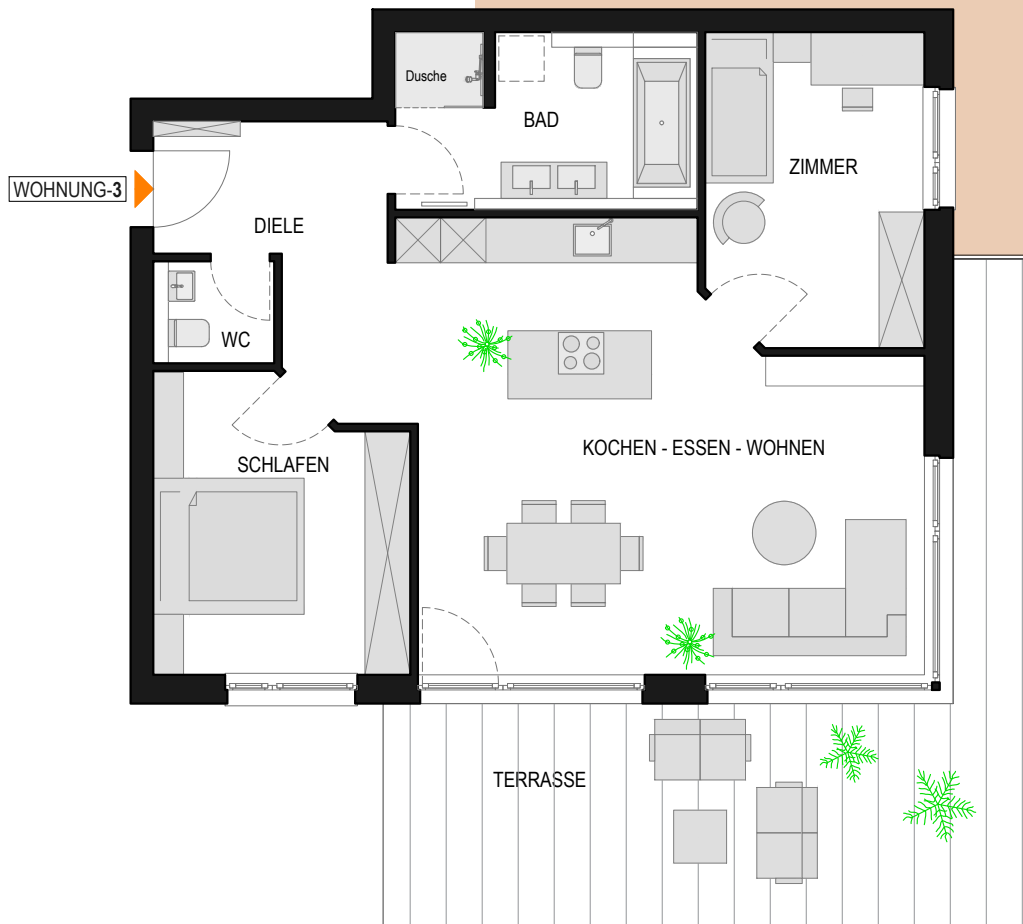 Dusche
BAD
ZIMMER
WOHNUNG-3
DIELE
WC
KOCHEN - ESSEN - WOHNEN
SCHLAFEN
TERRASSE